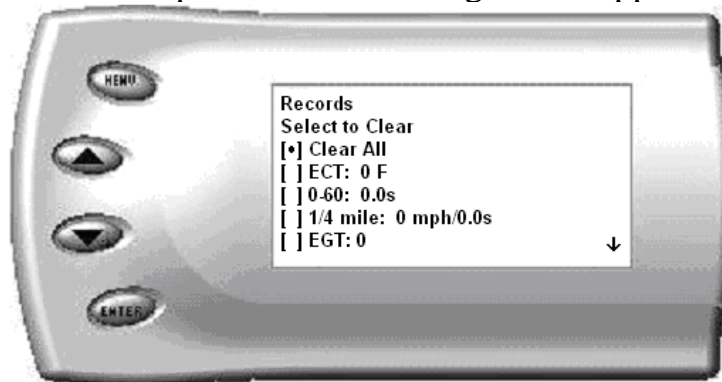 MENU
ENTER
Records
Select to Clear
[•] Clear All
[ ] ECT: 0 F
[ ] 0-60: 0.0s
[ ] 1/4 mile: 0 mph/0.0s
[ ] EGT: 0 ↓